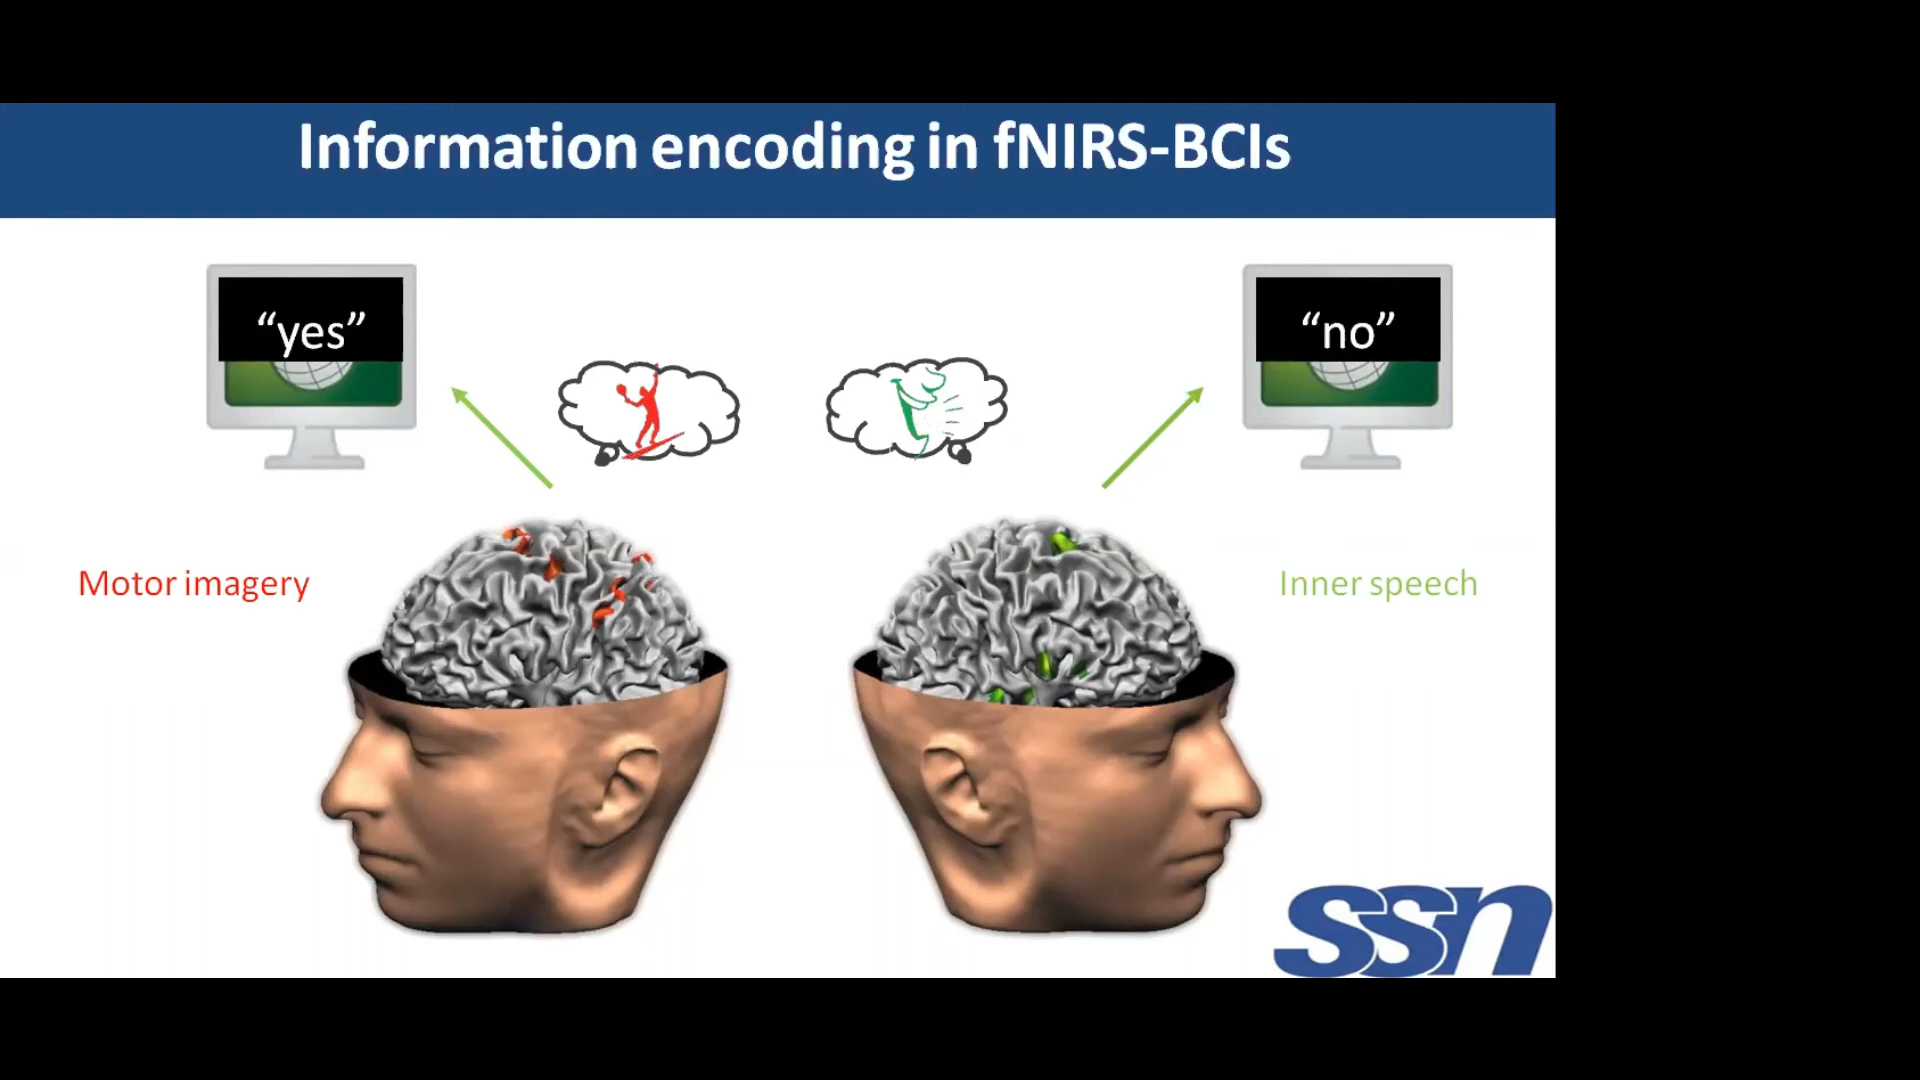 Information encoding in fNIRS-BCIs
“yes”
“no”
Motor imagery
Inner speech
ssn